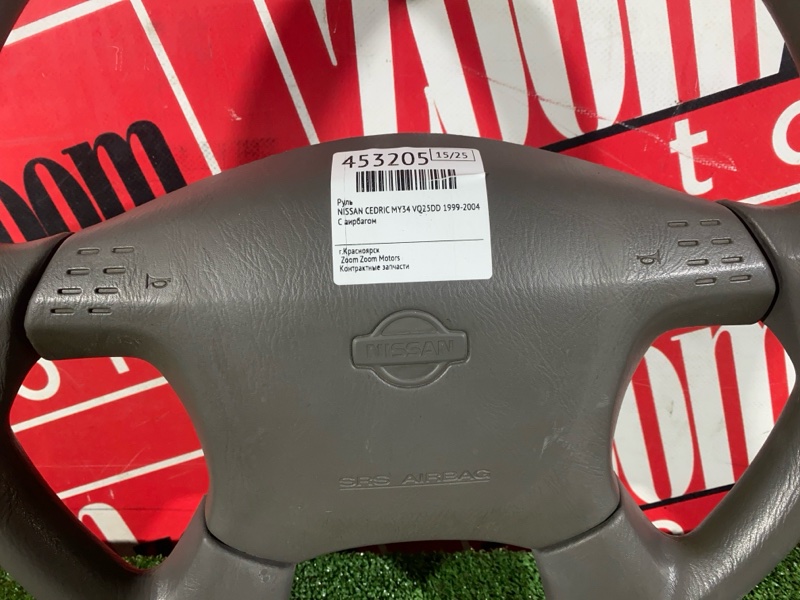 453205 15/25
Руль
NISSAN CEDRIC MY34 VQ25DD 1999-2004
С аирбагом
г.Красноярск
Zoom Zoom Motors
Контрактные запчасти
NISSAN
SRS AIRBAG